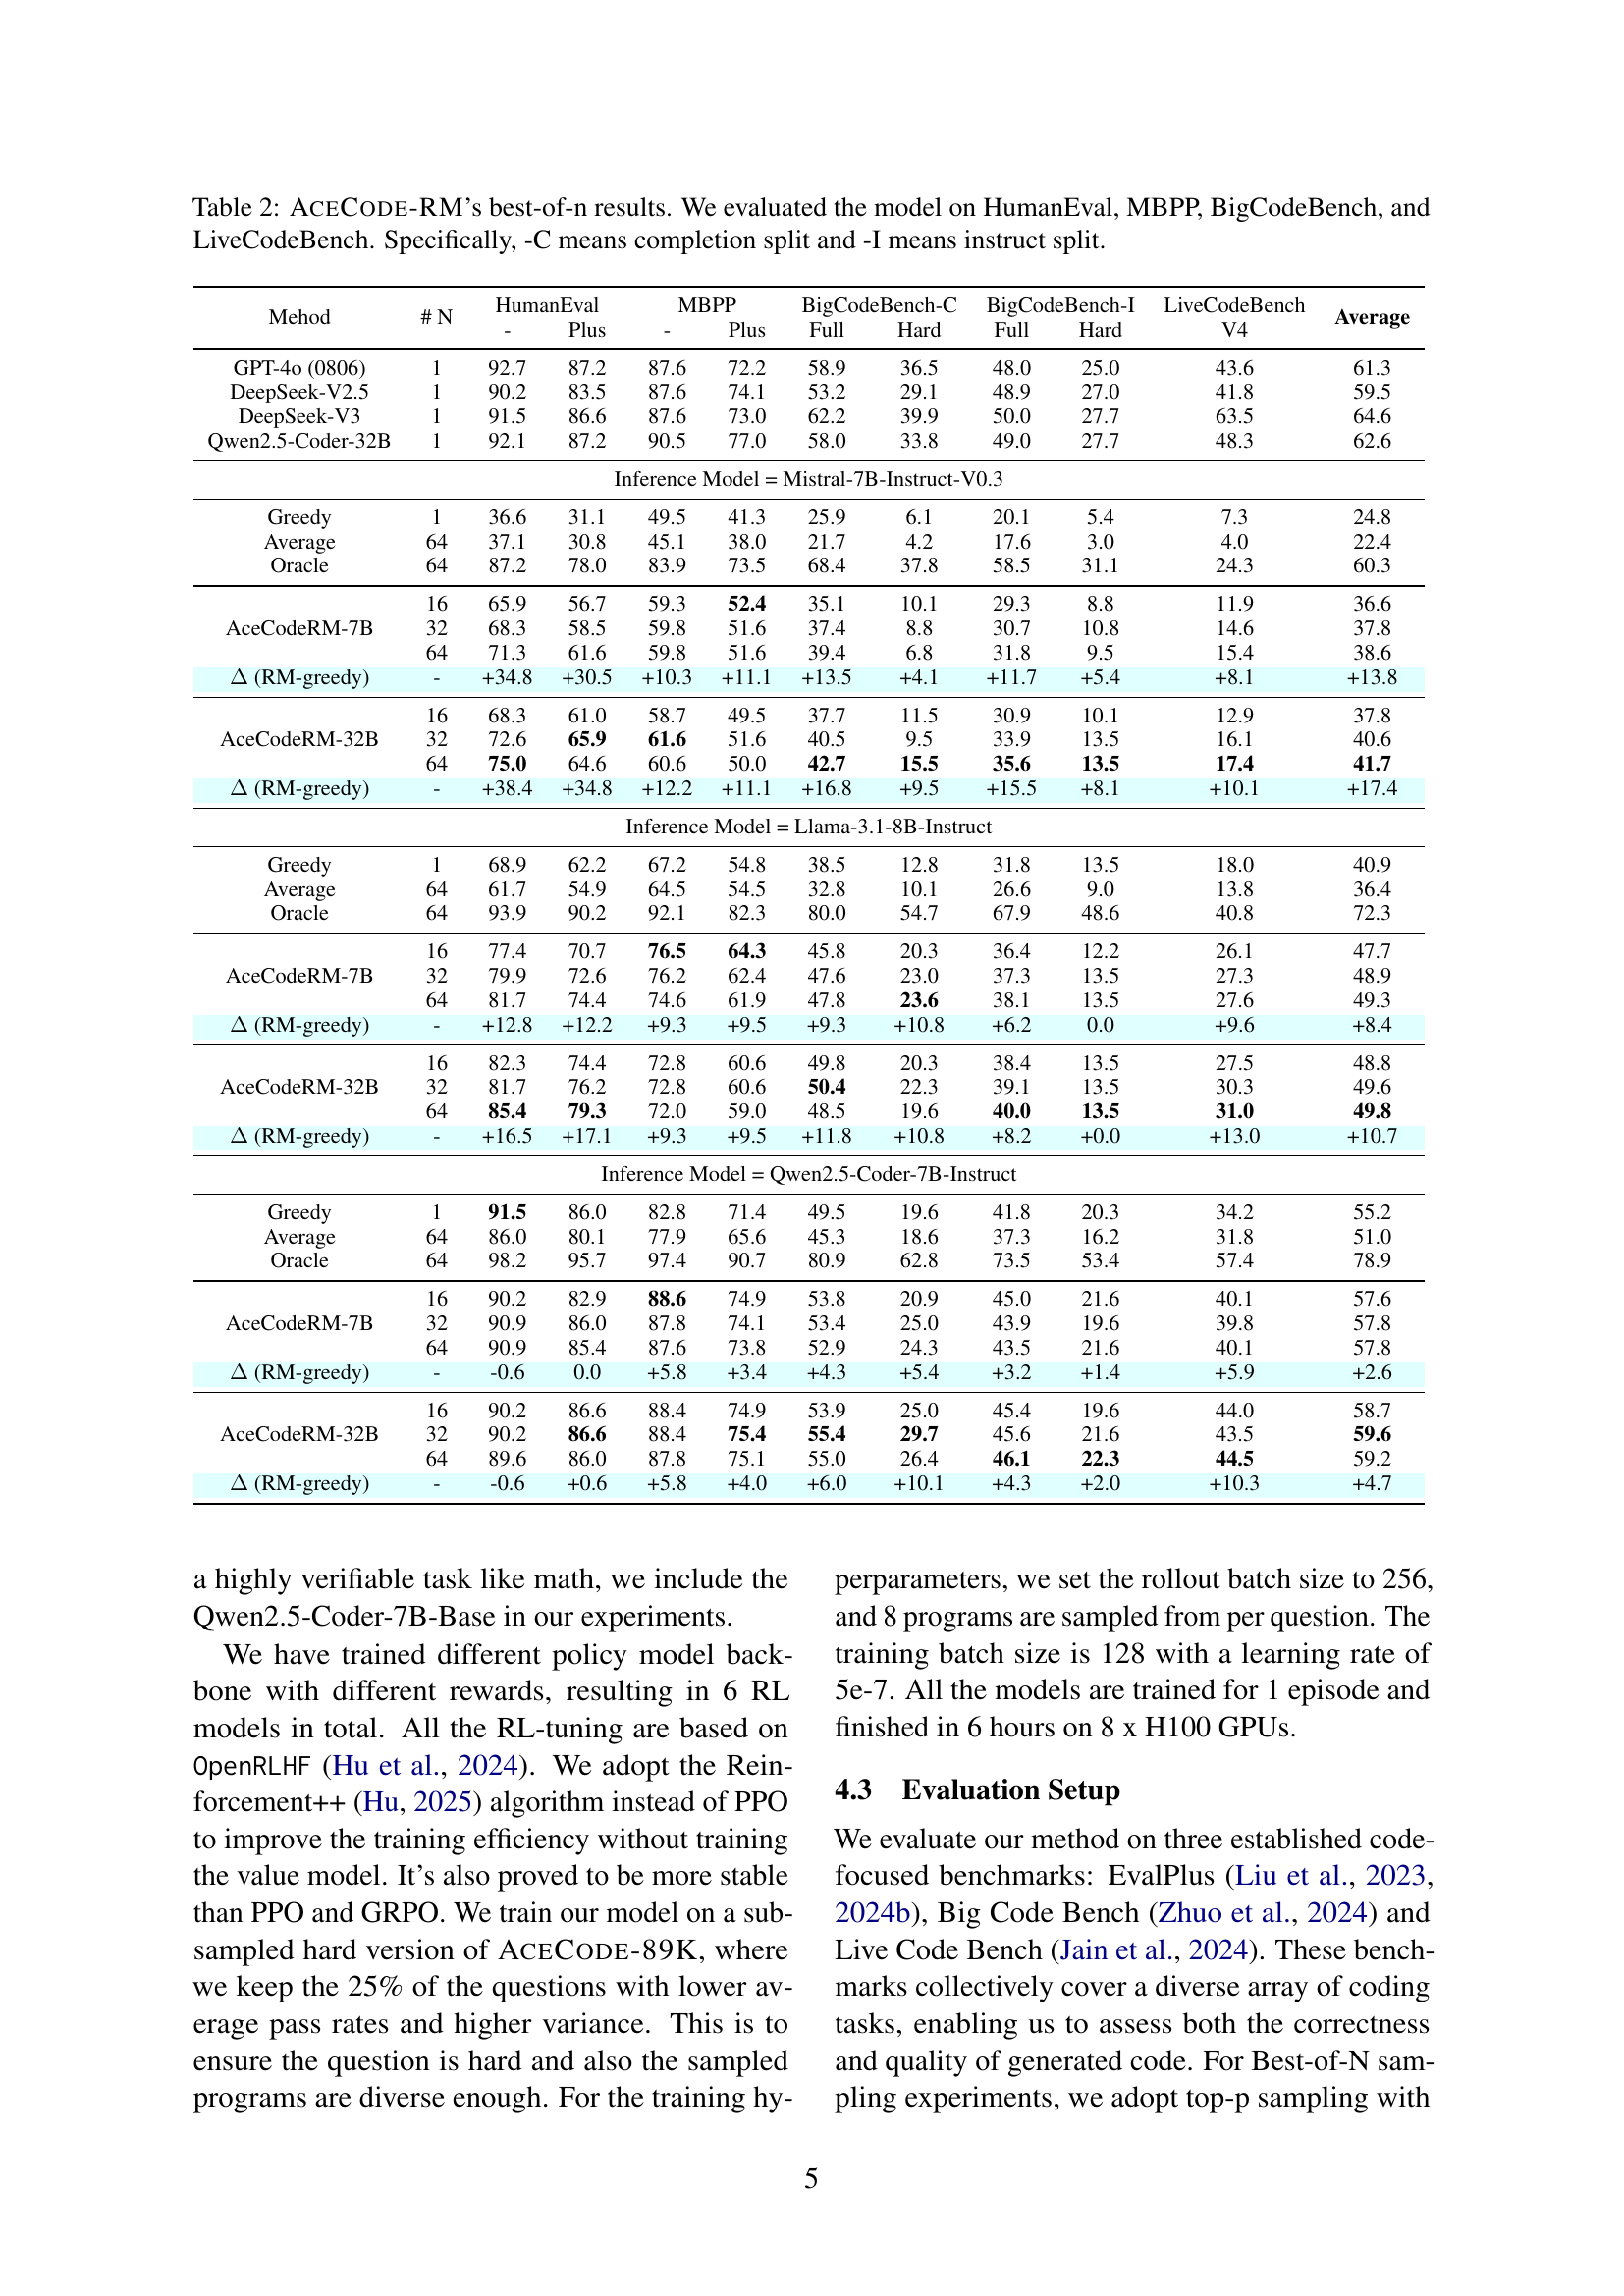 Table 2: ACECODE-RM's best-of-n results. We evaluated the model on HumanEval, MBPP, BigCodeBench, and
LiveCodeBench. Specifically, -C means completion split and -I means instruct split.
Mehod # N HumanEval MBPP BigCodeBench-C BigCodeBench-I LiveCodeBench Average
- Plus - Plus Full Hard Full Hard V4
GPT-4o (0806) 1 92.7 87.2 87.6 72.2 58.9 36.5 48.0 25.0 43.6 61.3
DeepSeek-V2.5 1 90.2 83.5 87.6 74.1 53.2 29.1 48.9 27.0 41.8 59.5
DeepSeek-V3 1 91.5 86.6 87.6 73.0 62.2 39.9 50.0 27.7 63.5 64.6
Qwen2.5-Coder-32B 1 92.1 87.2 90.5 77.0 58.0 33.8 49.0 27.7 48.3 62.6
Inference Model = Mistral-7B-Instruct-V0.3
Greedy 1 36.6 31.1 49.5 41.3 25.9 6.1 20.1 5.4 7.3 24.8
Average 64 37.1 30.8 45.1 38.0 21.7 4.2 17.6 3.0 4.0 22.4
Oracle 64 87.2 78.0 83.9 73.5 68.4 37.8 58.5 31.1 24.3 60.3
16 65.9 56.7 59.3 52.4 35.1 10.1 29.3 8.8 11.9 36.6
AceCodeRM-7B 32 68.3 58.5 59.8 51.6 37.4 8.8 30.7 10.8 14.6 37.8
64 71.3 61.6 59.8 51.6 39.4 6.8 31.8 9.5 15.4 38.6
Δ (RM-greedy) - +34.8 +30.5 +10.3 +11.1 +13.5 +4.1 +11.7 +5.4 +8.1 +13.8
16 68.3 61.0 58.7 49.5 37.7 11.5 30.9 10.1 12.9 37.8
AceCodeRM-32B 32 72.6 65.9 61.6 51.6 40.5 9.5 33.9 13.5 16.1 40.6
64 75.0 64.6 60.6 50.0 42.7 15.5 35.6 13.5 17.4 41.7
Δ (RM-greedy) - +38.4 +34.8 +12.2 +11.1 +16.8 +9.5 +15.5 +8.1 +10.1 +17.4
Inference Model = Llama-3.1-8B-Instruct
Greedy 1 68.9 62.2 67.2 54.8 38.5 12.8 31.8 13.5 18.0 40.9
Average 64 61.7 54.9 64.5 54.5 32.8 10.1 26.6 9.0 13.8 36.4
Oracle 64 93.9 90.2 92.1 82.3 80.0 54.7 67.9 48.6 40.8 72.3
16 77.4 70.7 76.5 64.3 45.8 20.3 36.4 12.2 26.1 47.7
AceCodeRM-7B 32 79.9 72.6 76.2 62.4 47.6 23.0 37.3 13.5 27.3 48.9
64 81.7 74.4 74.6 61.9 47.8 23.6 38.1 13.5 27.6 49.3
Δ (RM-greedy) - +12.8 +12.2 +9.3 +9.5 +9.3 +10.8 +6.2 0.0 +9.6 +8.4
16 82.3 74.4 72.8 60.6 49.8 20.3 38.4 13.5 27.5 48.8
AceCodeRM-32B 32 81.7 76.2 72.8 60.6 50.4 22.3 39.1 13.5 30.3 49.6
64 85.4 79.3 72.0 59.0 48.5 19.6 40.0 13.5 31.0 49.8
Δ (RM-greedy) - +16.5 +17.1 +9.3 +9.5 +11.8 +10.8 +8.2 +0.0 +13.0 +10.7
Inference Model = Qwen2.5-Coder-7B-Instruct
Greedy 1 91.5 86.0 82.8 71.4 49.5 19.6 41.8 20.3 34.2 55.2
Average 64 86.0 80.1 77.9 65.6 45.3 18.6 37.3 16.2 31.8 51.0
Oracle 64 98.2 95.7 97.4 90.7 80.9 62.8 73.5 53.4 57.4 78.9
16 90.2 82.9 88.6 74.9 53.8 20.9 45.0 21.6 40.1 57.6
AceCodeRM-7B 32 90.9 86.0 87.8 74.1 53.4 25.0 43.9 19.6 39.8 57.8
64 90.9 85.4 87.6 73.8 52.9 24.3 43.5 21.6 40.1 57.8
Δ (RM-greedy) - -0.6 0.0 +5.8 +3.4 +4.3 +5.4 +3.2 +1.4 +5.9 +2.6
16 90.2 86.6 88.4 74.9 53.9 25.0 45.4 19.6 44.0 58.7
AceCodeRM-32B 32 90.2 86.6 88.4 75.4 55.4 29.7 45.6 21.6 43.5 59.6
64 89.6 86.0 87.8 75.1 55.0 26.4 46.1 22.3 44.5 59.2
Δ (RM-greedy) - -0.6 +0.6 +5.8 +4.0 +6.0 +10.1 +4.3 +2.0 +10.3 +4.7
a highly verifiable task like math, we include the
Qwen2.5-Coder-7B-Base in our experiments.
We have trained different policy model back-
bone with different rewards, resulting in 6 RL
models in total. All the RL-tuning are based on
OpenRLHF (Hu et al., 2024). We adopt the Rein-
forcement++ (Hu, 2025) algorithm instead of PPO
to improve the training efficiency without training
the value model. It's also proved to be more stable
than PPO and GRPO. We train our model on a sub-
sampled hard version of ACECODE-89K, where
we keep the 25% of the questions with lower av-
erage pass rates and higher variance. This is to
ensure the question is hard and also the sampled
programs are diverse enough. For the training hy-
perparameters, we set the rollout batch size to 256,
and 8 programs are sampled from per question. The
training batch size is 128 with a learning rate of
5e-7. All the models are trained for 1 episode and
finished in 6 hours on 8 x H100 GPUs.
4.3 Evaluation Setup
We evaluate our method on three established code-
focused benchmarks: EvalPlus (Liu et al., 2023,
2024b), Big Code Bench (Zhuo et al., 2024) and
Live Code Bench (Jain et al., 2024). These bench-
marks collectively cover a diverse array of coding
tasks, enabling us to assess both the correctness
and quality of generated code. For Best-of-N sam-
pling experiments, we adopt top-p sampling with
5